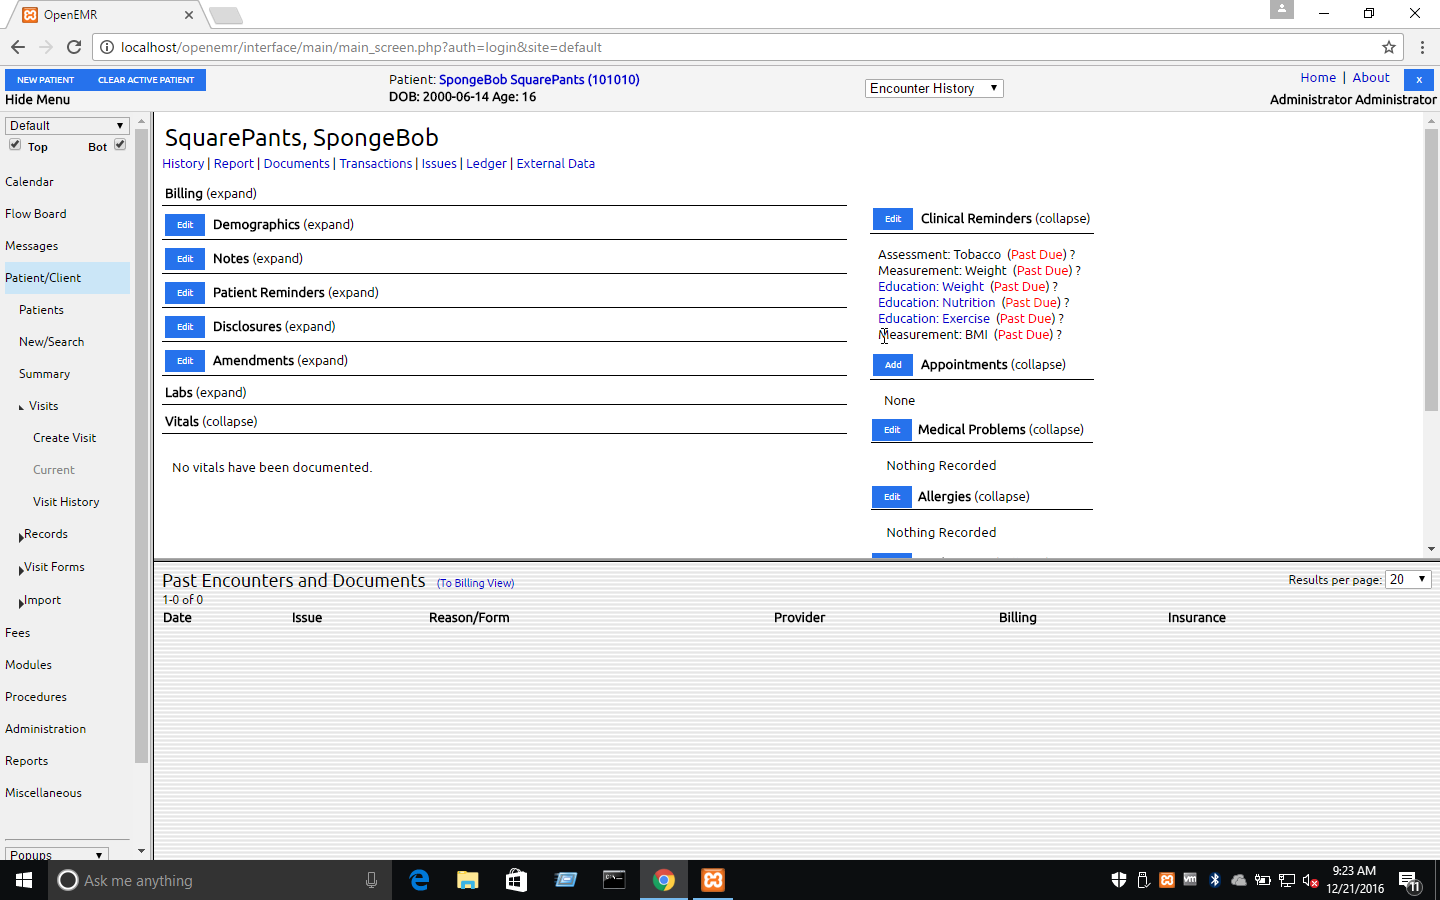 OpenEMR
localhost/openemr/interface/main/main_screen.php?auth=login&site=default
NEW PATIENT CLEAR ACTIVE PATIENT
Hide Menu
Patient: SpongeBob SquarePants (101010)
DOB: 2000-06-14 Age: 16
Encounter History
Home | About
x
Administrator Administrator
Default
Top Bot
Calendar
Flow Board
Messages
Patient/Client
Patients
New/Search
Summary
Visits
Create Visit
Current
Visit History
Records
Visit Forms
Import
Fees
Modules
Procedures
Administration
Reports
Miscellaneous
Popups
SquarePants, SpongeBob
History | Report | Documents | Transactions | Issues | Ledger | External Data
Billing (expand)
Edit Demographics (expand)
Edit Notes (expand)
Edit Patient Reminders (expand)
Edit Disclosures (expand)
Edit Amendments (expand)
Labs (expand)
Vitals (collapse)
No vitals have been documented.
Edit Clinical Reminders (collapse)
Assessment: Tobacco (Past Due) ?
Measurement: Weight (Past Due) ?
Education: Weight (Past Due) ?
Education: Nutrition (Past Due) ?
Education: Exercise (Past Due) ?
Measurement: BMI (Past Due) ?
Add Appointments (collapse)
None
Edit Medical Problems (collapse)
Nothing Recorded
Edit Allergies (collapse)
Nothing Recorded
Past Encounters and Documents (To Billing View)
Results per page: 20
1-0 of 0
Date Issue Reason/Form Provider Billing Insurance
Ask me anything
9:23 AM
12/21/2016
11